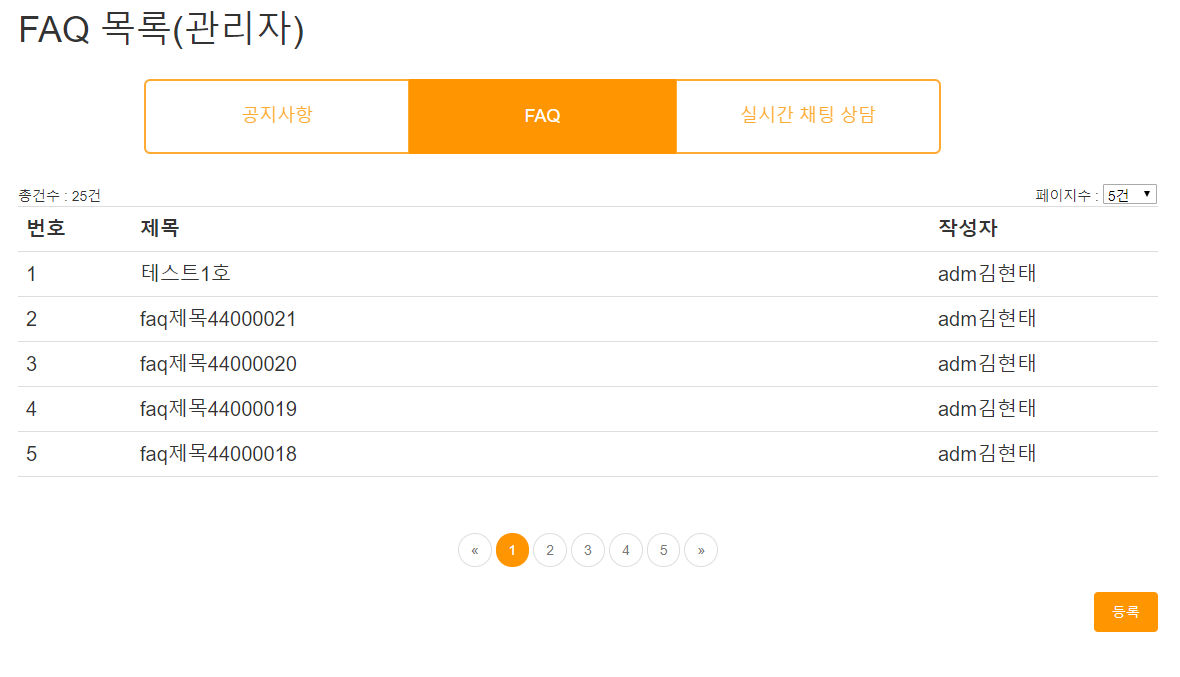 FAQ 목록(관리자)
공지사항 FAQ 실시간 채팅 상담
총건수 : 25건 페이지수 : 5건
번호 제목 작성자
1 테스트1호 adm김현태
2 faq제목44000021 adm김현태
3 faq제목44000020 adm김현태
4 faq제목44000019 adm김현태
5 faq제목44000018 adm김현태
« 1 2 3 4 5 »
등록